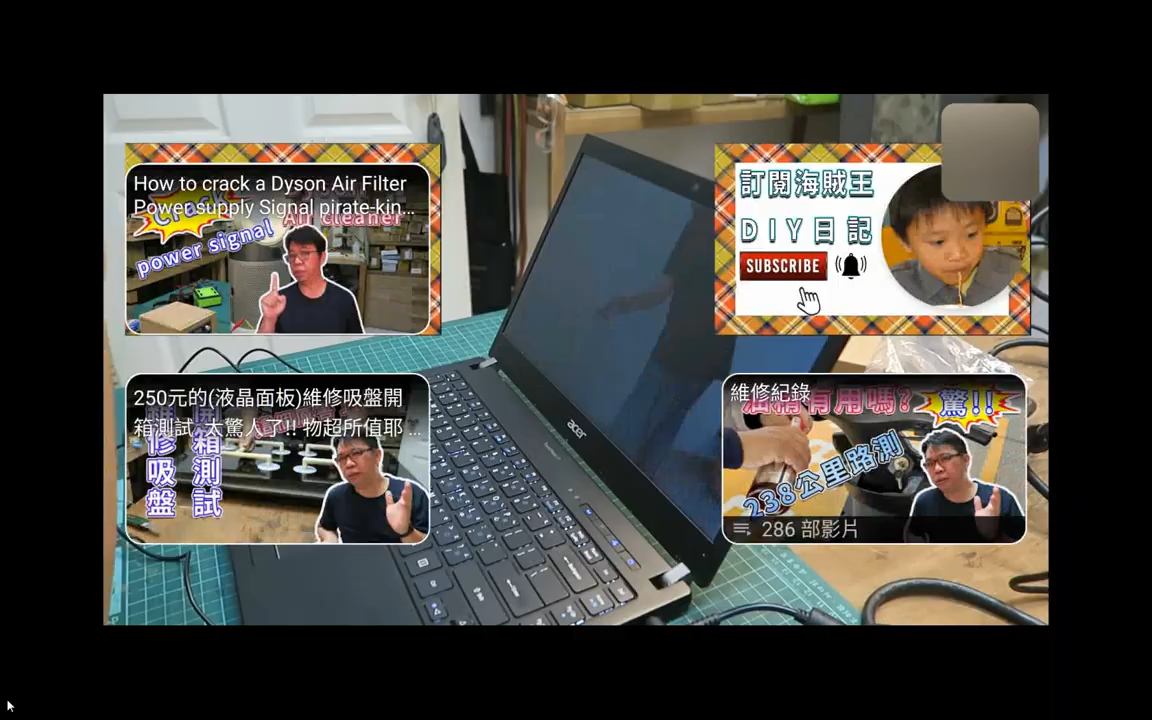 How to crack a Dyson Air Filter
Power supply Signal pirate-kin...
Crack
Air cleaner
power signal
訂閱海賊王
DIY日記
SUBSCRIBE
250元的(液晶面板)維修吸盤開
箱測試 太驚人了!! 物超所值耶 ...
修吸盤
箱測試
acer
維修紀錄
油精有用嗎?
驚!!
238公里路測
286 部影片